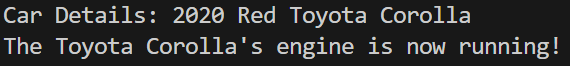 Car Details: 2020 Red Toyota Corolla
The Toyota Corolla's engine is now running!